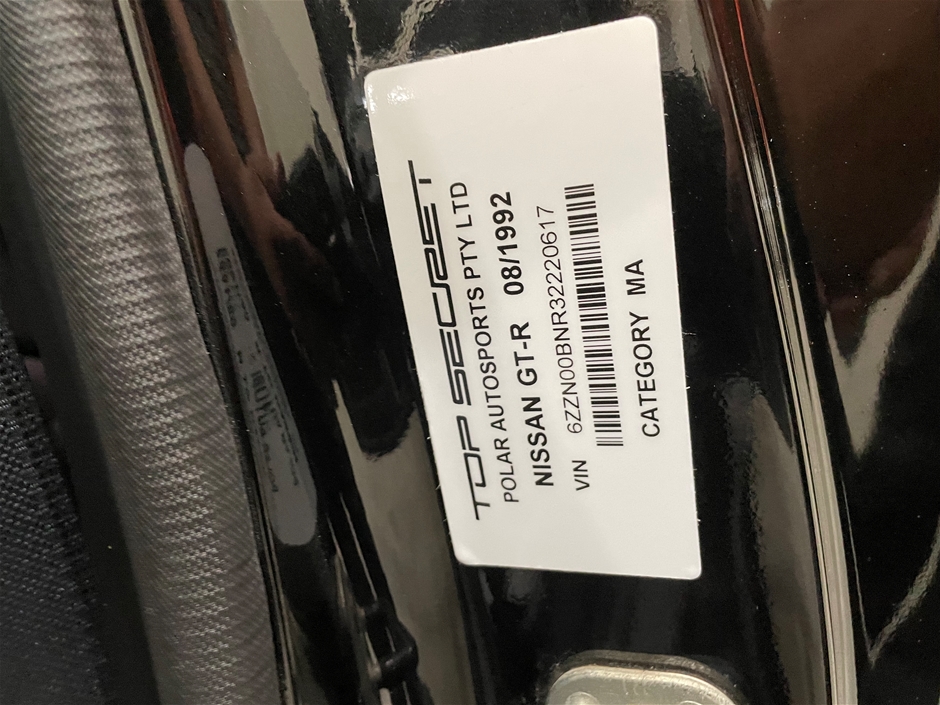 TOP SECRET
POLAR AUTOSPORTS PTY LTD
NISSAN GT-R 08/1992
VIN 6ZZN00BNR32220617
CATEGORY MA